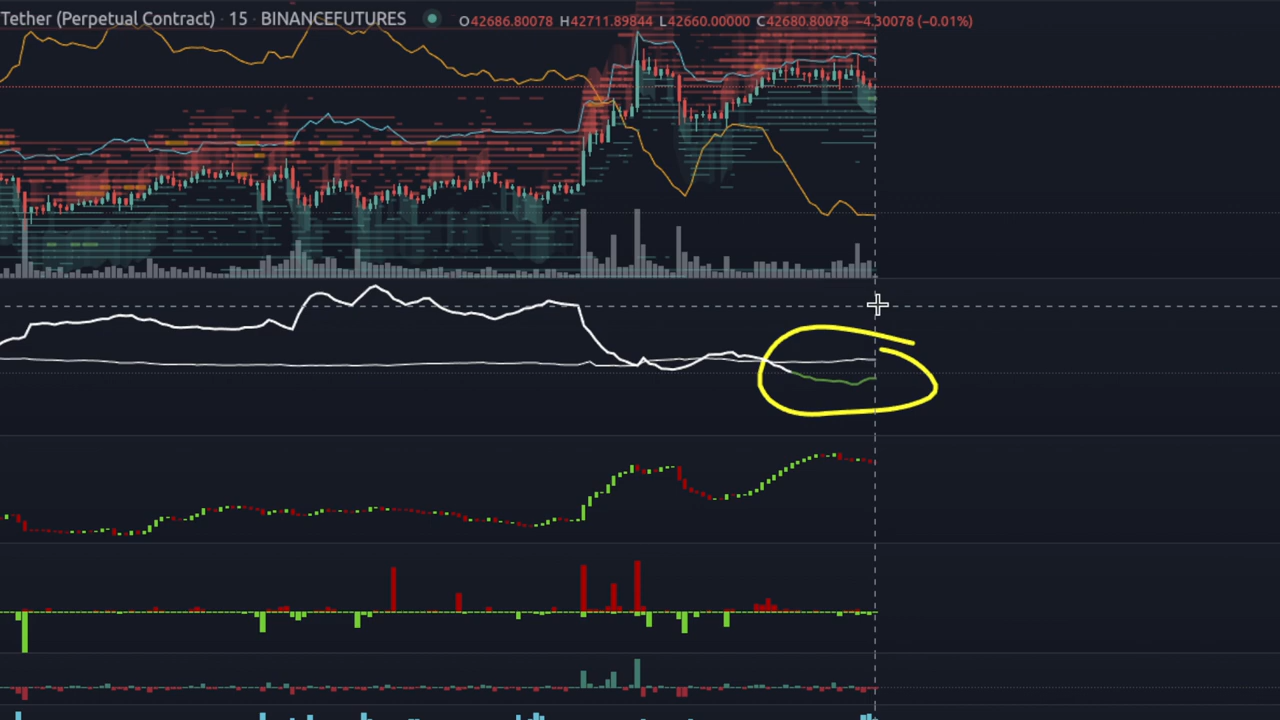 Tether (Perpetual Contract) · 15 · BINANCEFUTURES O42686.80078 H42711.89844 L42660.00000 C42680.80078 −4.30078 (−0.01%)